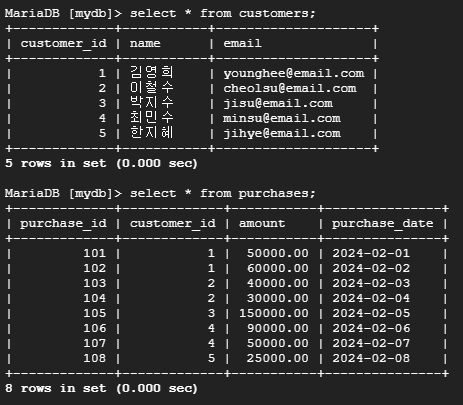 MariaDB [mydb]> select * from customers;
+-------------+-----------+--------------------+
| customer_id | name      | email              |
+-------------+-----------+--------------------+
|           1 | 김영희    | younghee@email.com |
|           2 | 이철수    | cheolsu@email.com  |
|           3 | 박지수    | jisu@email.com     |
|           4 | 최민수    | minsu@email.com    |
|           5 | 한지혜    | jihye@email.com    |
+-------------+-----------+--------------------+
5 rows in set (0.000 sec)
MariaDB [mydb]> select * from purchases;
+-------------+-------------+-----------+---------------+
| purchase_id | customer_id | amount    | purchase_date |
+-------------+-------------+-----------+---------------+
|         101 |           1 |  50000.00 | 2024-02-01    |
|         102 |           1 |  60000.00 | 2024-02-02    |
|         103 |           2 |  40000.00 | 2024-02-03    |
|         104 |           2 |  30000.00 | 2024-02-04    |
|         105 |           3 | 150000.00 | 2024-02-05    |
|         106 |           4 |  90000.00 | 2024-02-06    |
|         107 |           4 |  50000.00 | 2024-02-07    |
|         108 |           5 |  25000.00 | 2024-02-08    |
+-------------+-------------+-----------+---------------+
8 rows in set (0.000 sec)